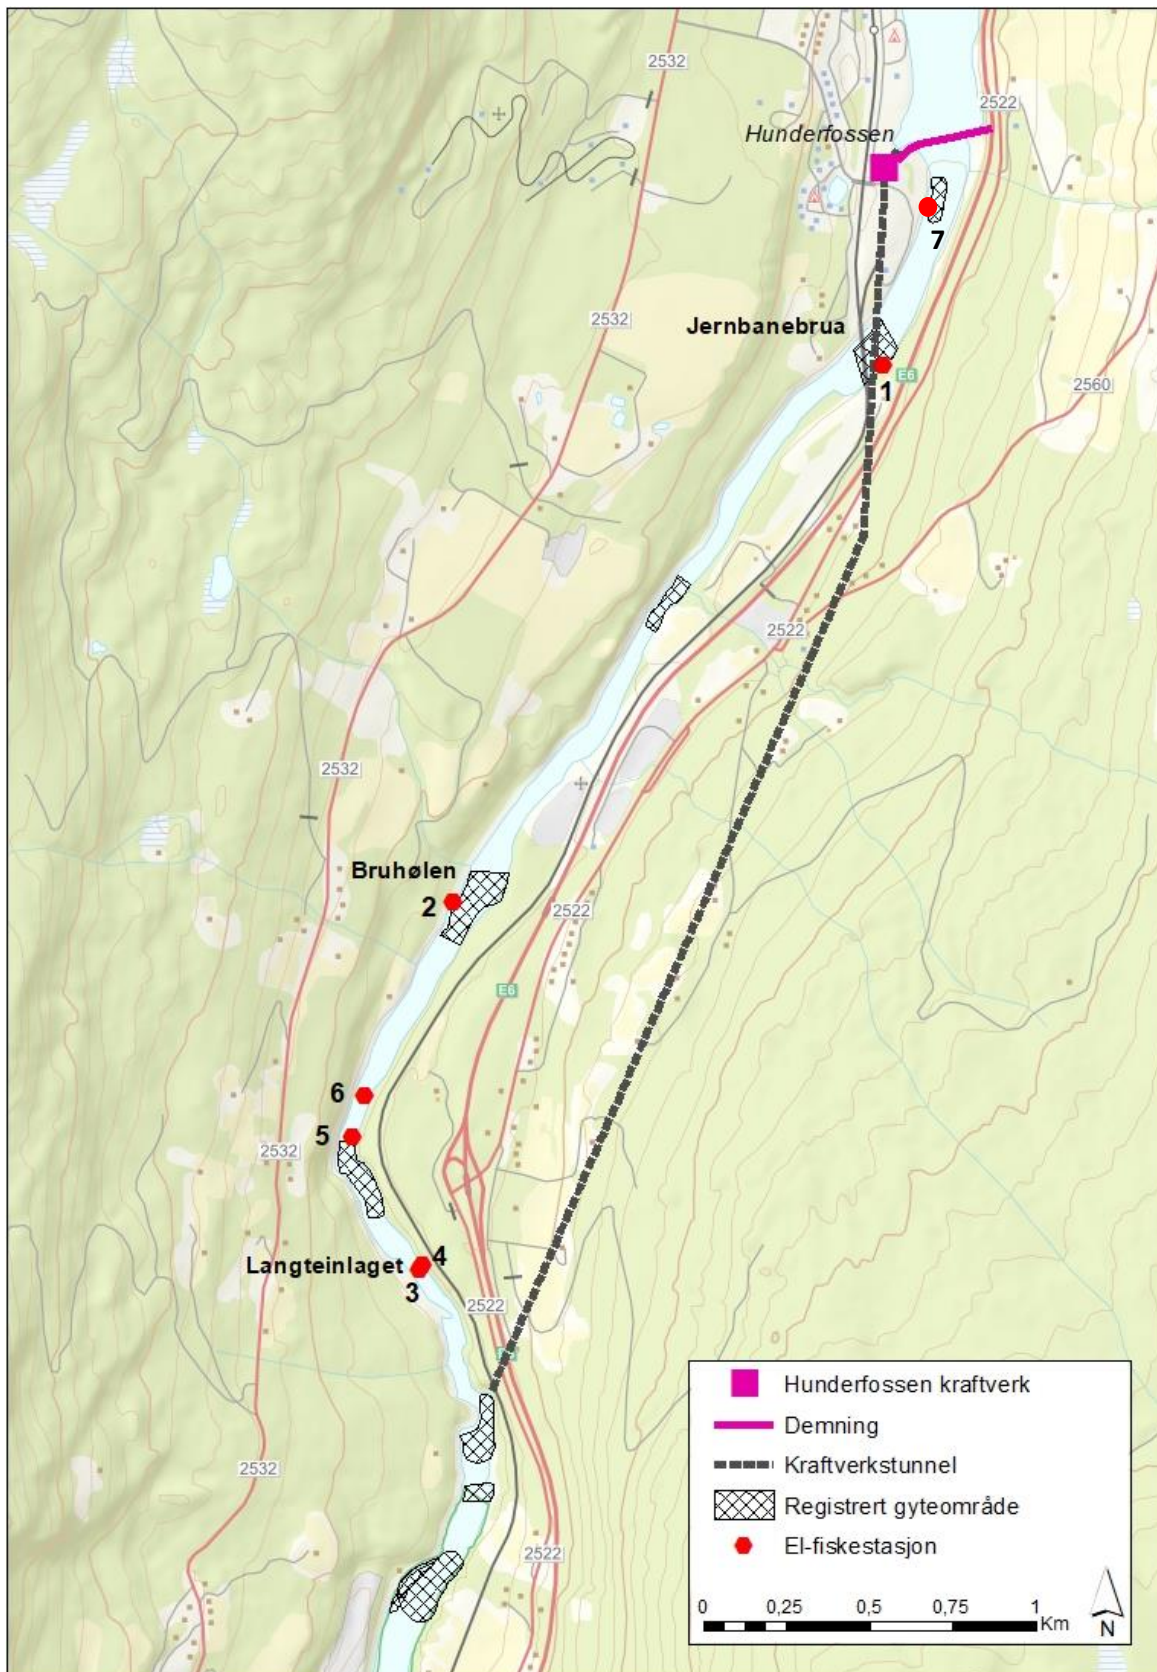 2532
2522
Hunderfossen
7
2532
Jernbanebrua
E6
2560
1
2522
2532
Bruhølen
2
2522
E6
6
5
2532
4
Langteinlaget
3
2522
2532
2522
Hunderfossen kraftverk
Demning
Kraftverkstunnel
Registrert gyteområde
El-fiskestasjon
0 0,25 0,5 0,75 1
Km
N